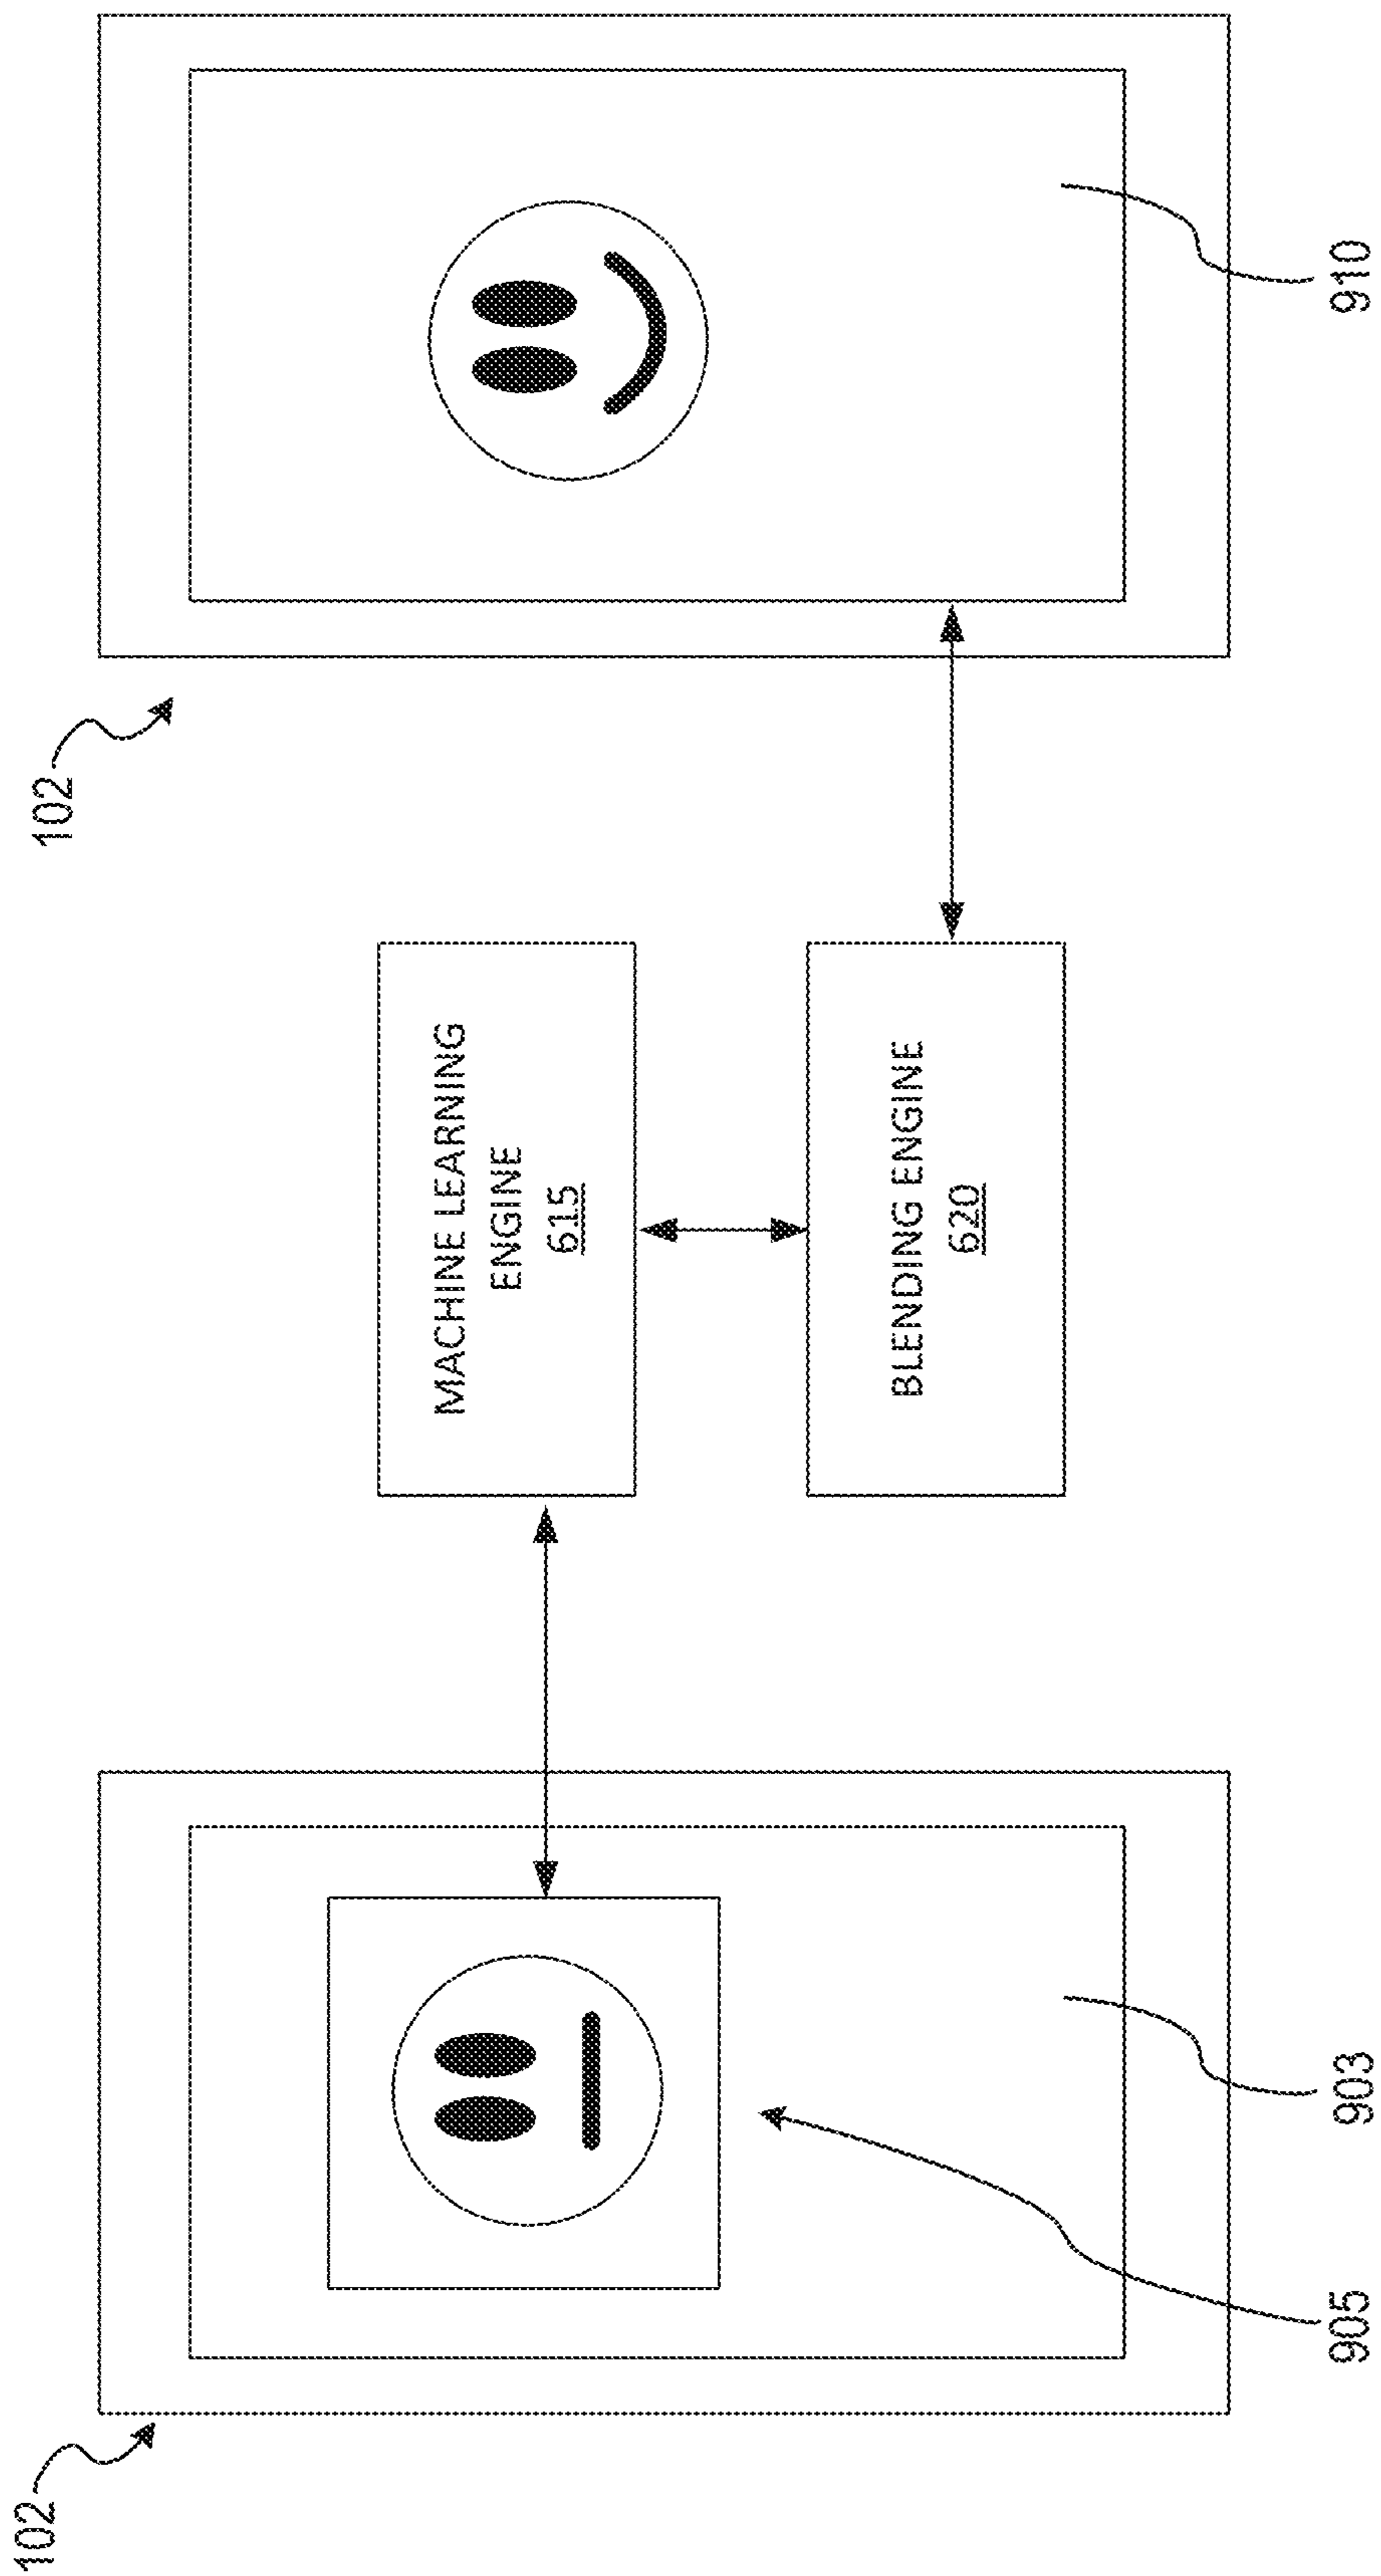 102
102
MACHINE LEARNING
ENGINE
615
BLENDING ENGINE
620
905
903
910